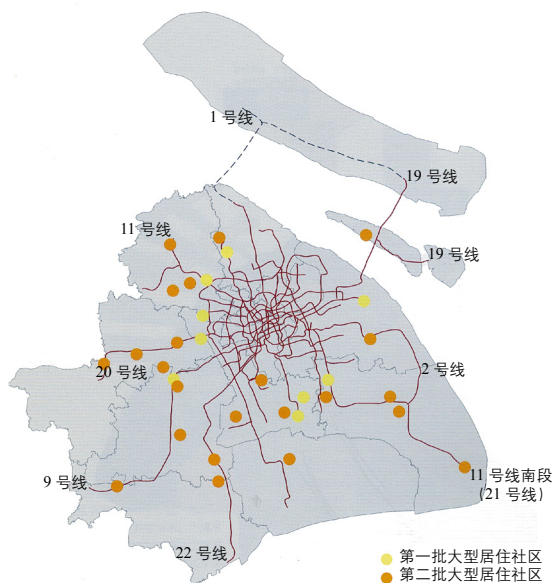 1 号线
19 号线
11 号线
19 号线
2 号线
20 号线
9 号线
11 号线南段
(21 号线)
22 号线
第一批大型居住社区
第二批大型居住社区